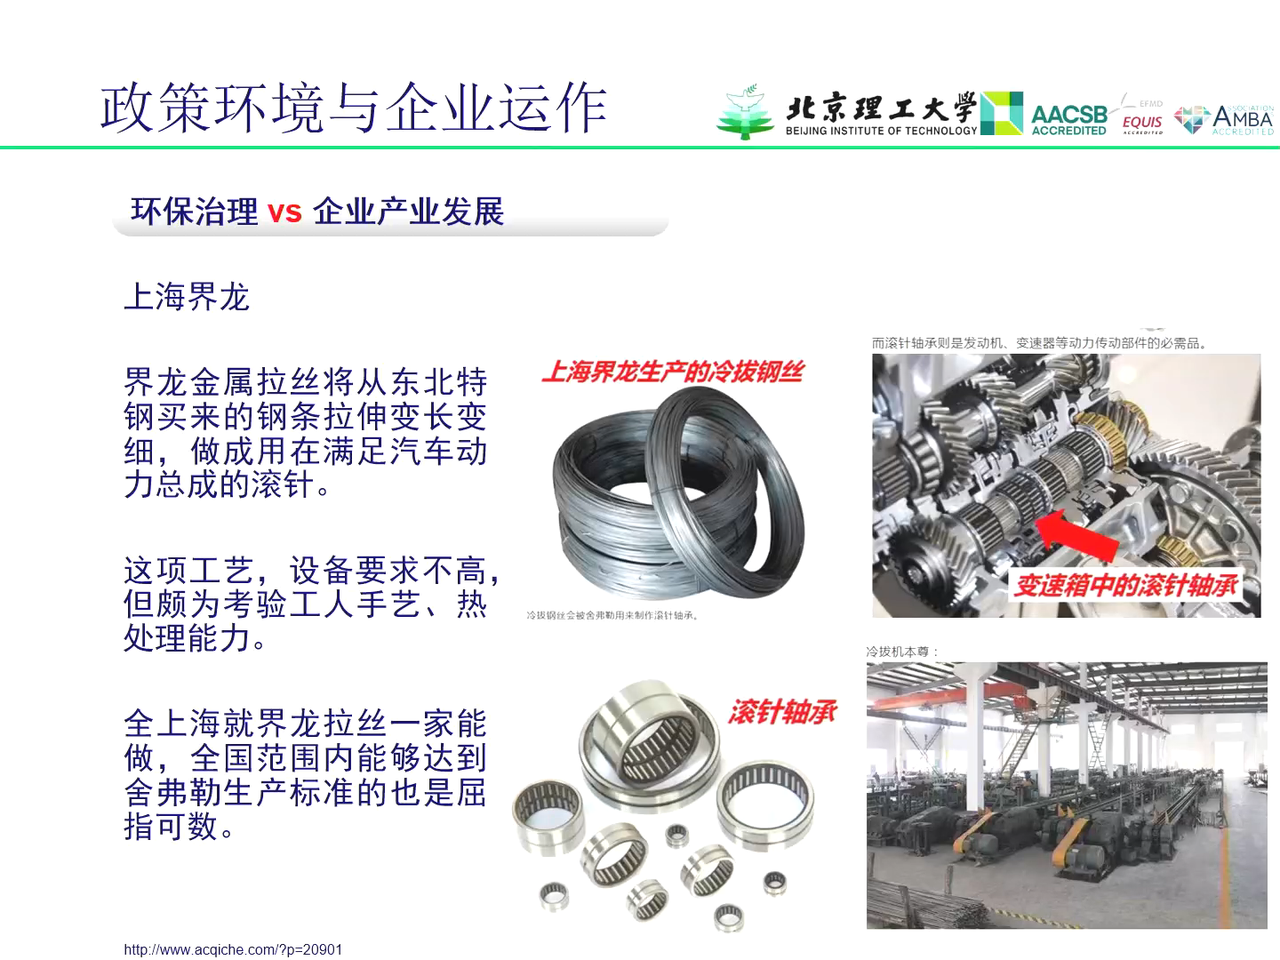 政策环境与企业运作
北京理工大学
BEIJING INSTITUTE OF TECHNOLOGY
AACSB
ACCREDITED
EFMD
EQUIS
ACCREDITED
ASSOCIATION
AMBA
ACCREDITED
环保治理 vs 企业产业发展
上海界龙
界龙金属拉丝将从东北特
钢买来的钢条拉伸变长变
细，做成用在满足汽车动
力总成的滚针。
这项工艺，设备要求不高，
但颇为考验工人手艺、热
处理能力。
全上海就界龙拉丝一家能
做，全国范围内能够达到
舍弗勒生产标准的也是屈
指可数。
上海界龙生产的冷拔钢丝
冷拔钢丝会被舍弗勒用来制作滚针轴承。
滚针轴承
而滚针轴承则是发动机、变速器等动力传动部件的必需品。
变速箱中的滚针轴承
冷拔机本尊：
http://www.acqiche.com/?p=20901